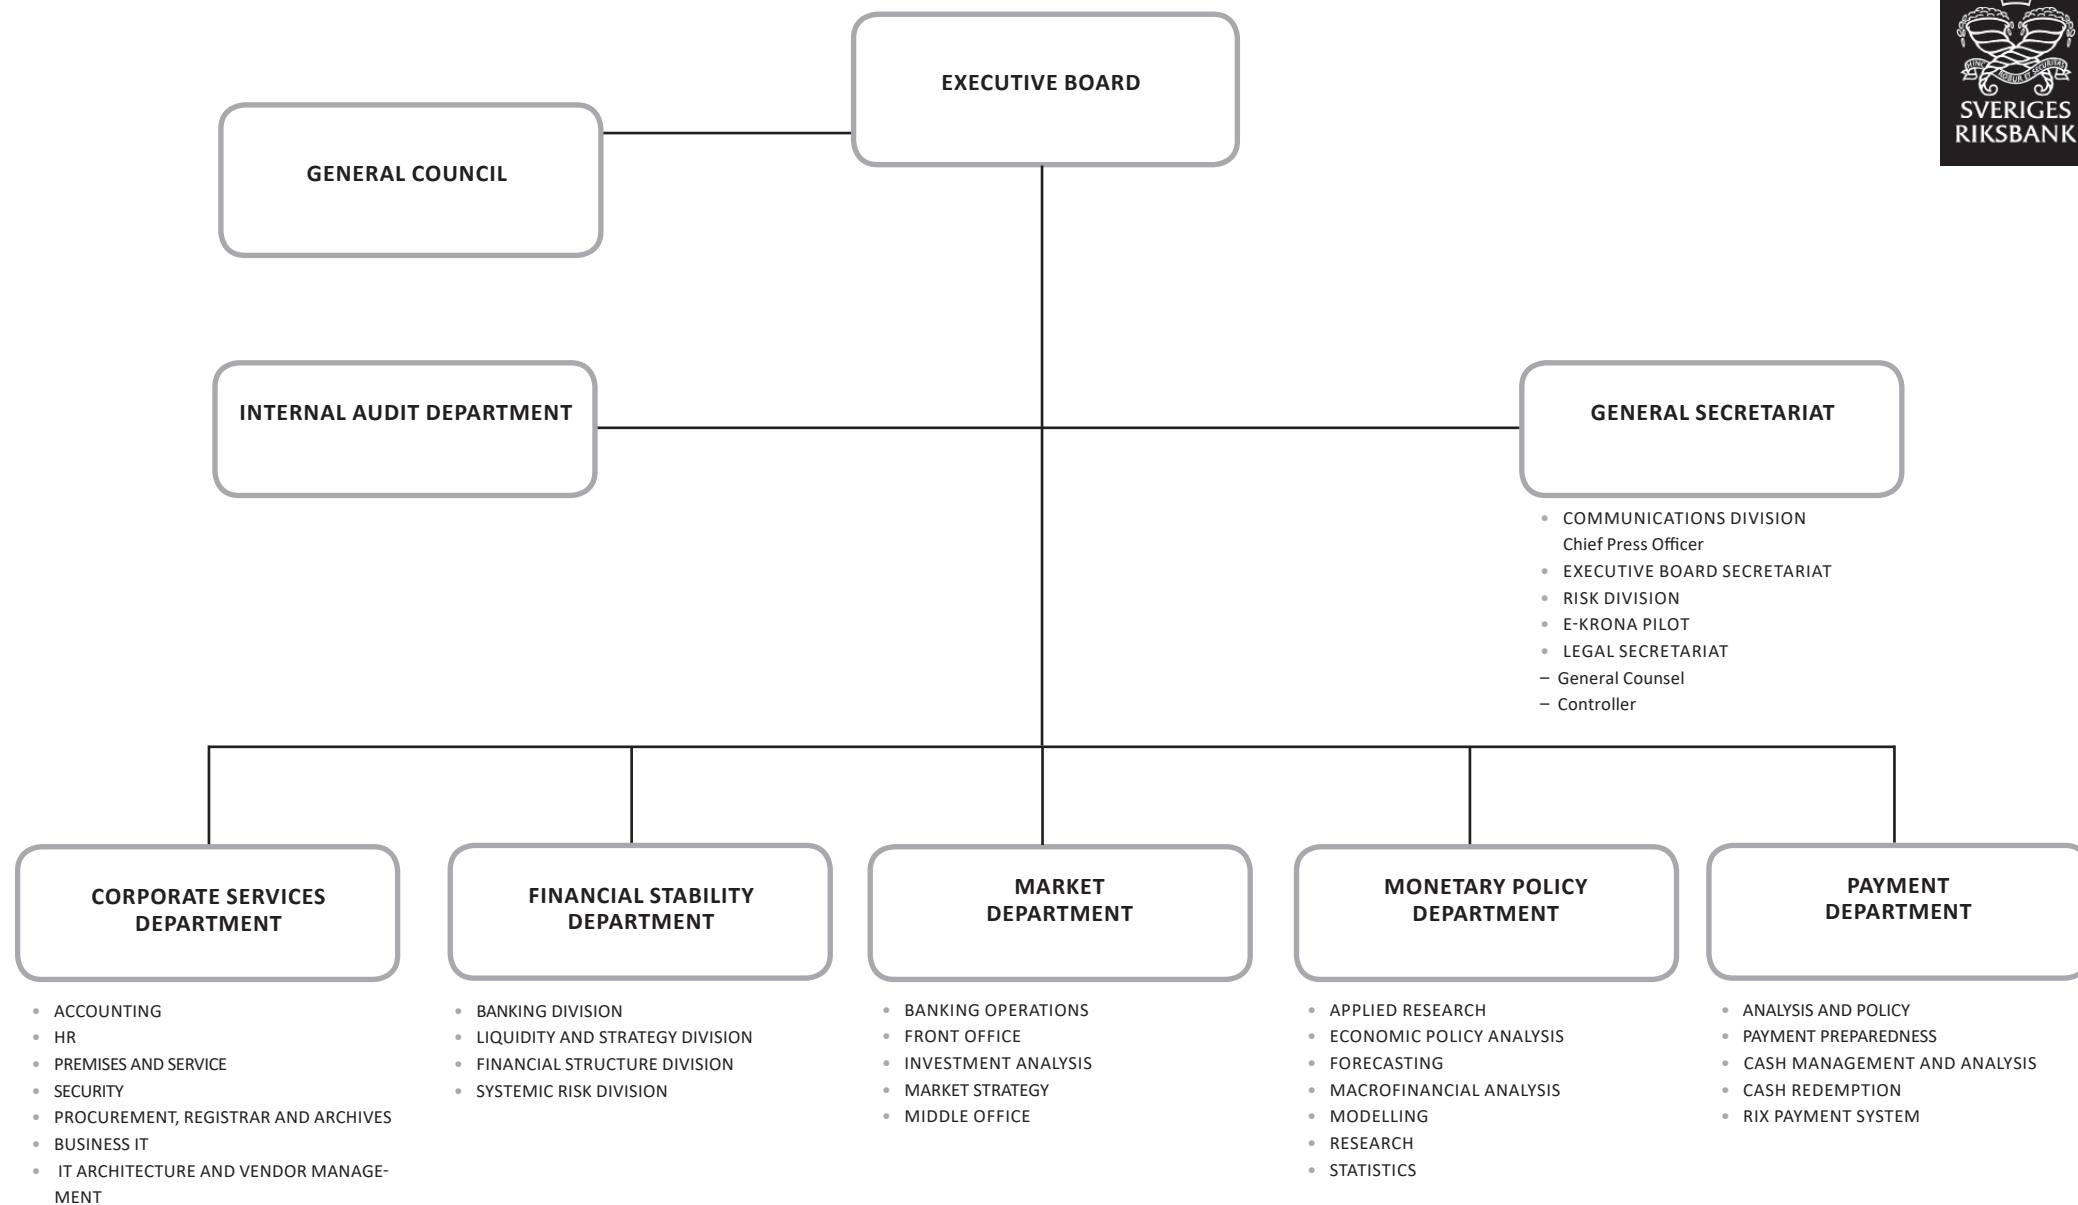 EXECUTIVE BOARD
HINC ROBUR ET SECURITAS
SVERIGES
RIKSBANK
GENERAL COUNCIL
INTERNAL AUDIT DEPARTMENT
GENERAL SECRETARIAT
• COMMUNICATIONS DIVISION
Chief Press Officer
• EXECUTIVE BOARD SECRETARIAT
• RISK DIVISION
• E-KRONA PILOT
• LEGAL SECRETARIAT
– General Counsel
– Controller
CORPORATE SERVICES
DEPARTMENT
• ACCOUNTING
• HR
• PREMISES AND SERVICE
• SECURITY
• PROCUREMENT, REGISTRAR AND ARCHIVES
• BUSINESS IT
• IT ARCHITECTURE AND VENDOR MANAGE-
MENT
FINANCIAL STABILITY
DEPARTMENT
• BANKING DIVISION
• LIQUIDITY AND STRATEGY DIVISION
• FINANCIAL STRUCTURE DIVISION
• SYSTEMIC RISK DIVISION
MARKET
DEPARTMENT
• BANKING OPERATIONS
• FRONT OFFICE
• INVESTMENT ANALYSIS
• MARKET STRATEGY
• MIDDLE OFFICE
MONETARY POLICY
DEPARTMENT
• APPLIED RESEARCH
• ECONOMIC POLICY ANALYSIS
• FORECASTING
• MACROFINANCIAL ANALYSIS
• MODELLING
• RESEARCH
• STATISTICS
PAYMENT
DEPARTMENT
• ANALYSIS AND POLICY
• PAYMENT PREPAREDNESS
• CASH MANAGEMENT AND ANALYSIS
• CASH REDEMPTION
• RIX PAYMENT SYSTEM